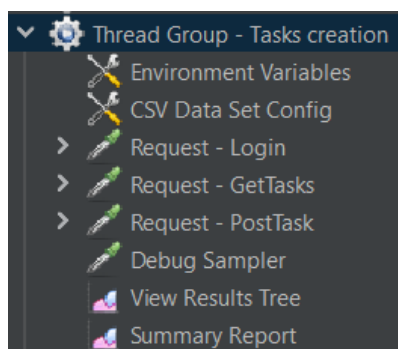 Thread Group - Tasks creation
Environment Variables
CSV Data Set Config
Request - Login
Request - GetTasks
Request - PostTask
Debug Sampler
View Results Tree
Summary Report